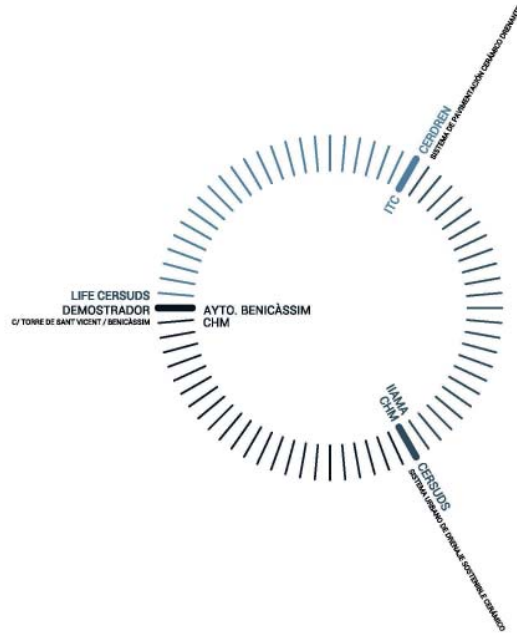 CERDREN
SISTEMA DE PAVIMENTACIÓN CERÁMICO DRENANTE
ITC
LIFE CERSUDS
DEMOSTRADOR
C/ TORRE DE SANT VICENT / BENICÀSSIM
AYTO. BENICÀSSIM
CHM
IIAMA
CHM
CERSUDS
SISTEMA URBANO DE DRENAJE SOSTENIBLE CERÁMICO